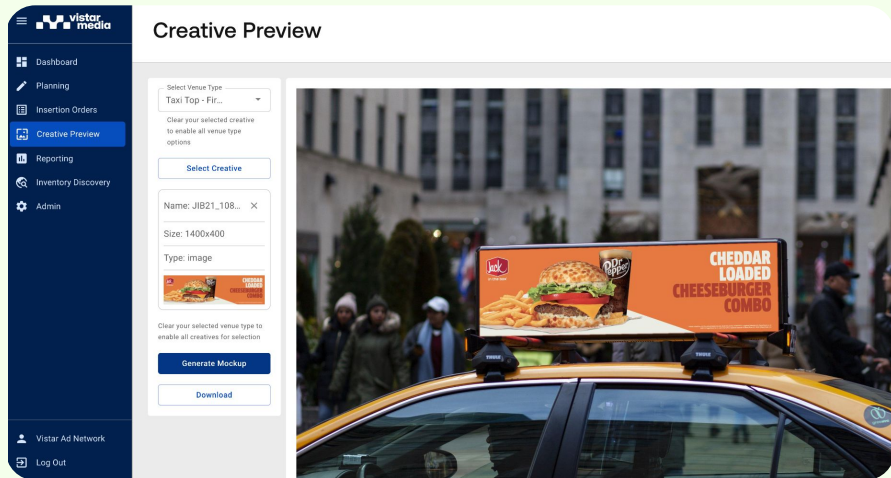 vistar
media
Dashboard
Planning
Insertion Orders
Creative Preview
Reporting
Inventory Discovery
Admin
Vistar Ad Network
Log Out
Creative Preview
Select Venue Type
Taxi Top - Fir...
Clear your selected creative
to enable all venue type
options
Select Creative
Name: JIB21_108...
Size: 1400x400
Type: image
CHEDDAR
LOADED
CHEESEBURGER
COMBO
Clear your selected venue type to
enable all creatives for selection
Generate Mockup
Download
Jack
Dr
Pepper
CHEDDAR
LOADED
CHEESEBURGER
COMBO
THULE
THULE